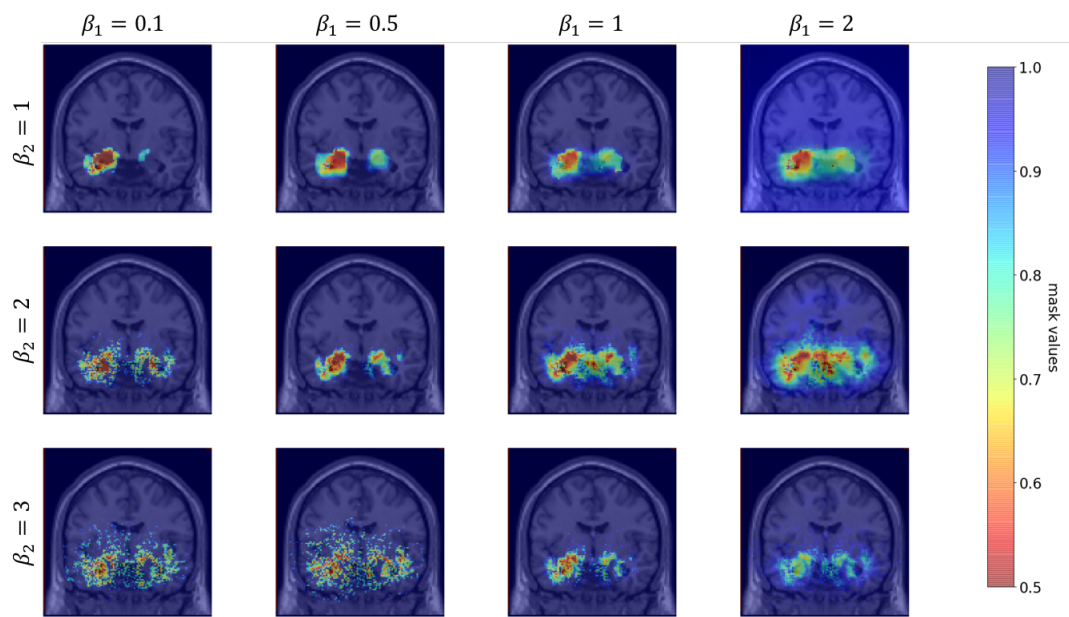 β₁ = 0.1 β₁ = 0.5 β₁ = 1 β₁ = 2
β₂ = 1
β₂ = 2
β₂ = 3
1.0
0.9
0.8
0.7
0.6
0.5
mask values